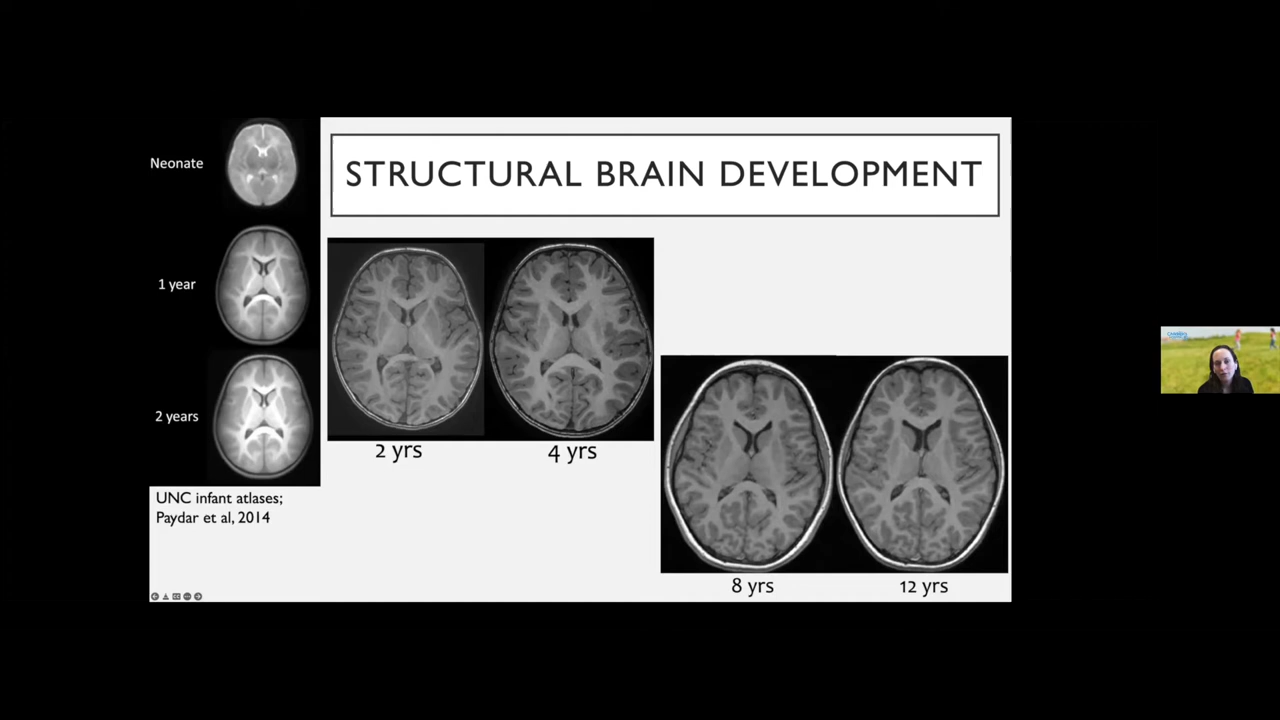 STRUCTURAL BRAIN DEVELOPMENT
Neonate
1 year
2 years
UNC infant atlases;
Paydar et al, 2014
2 yrs
4 yrs
8 yrs
12 yrs